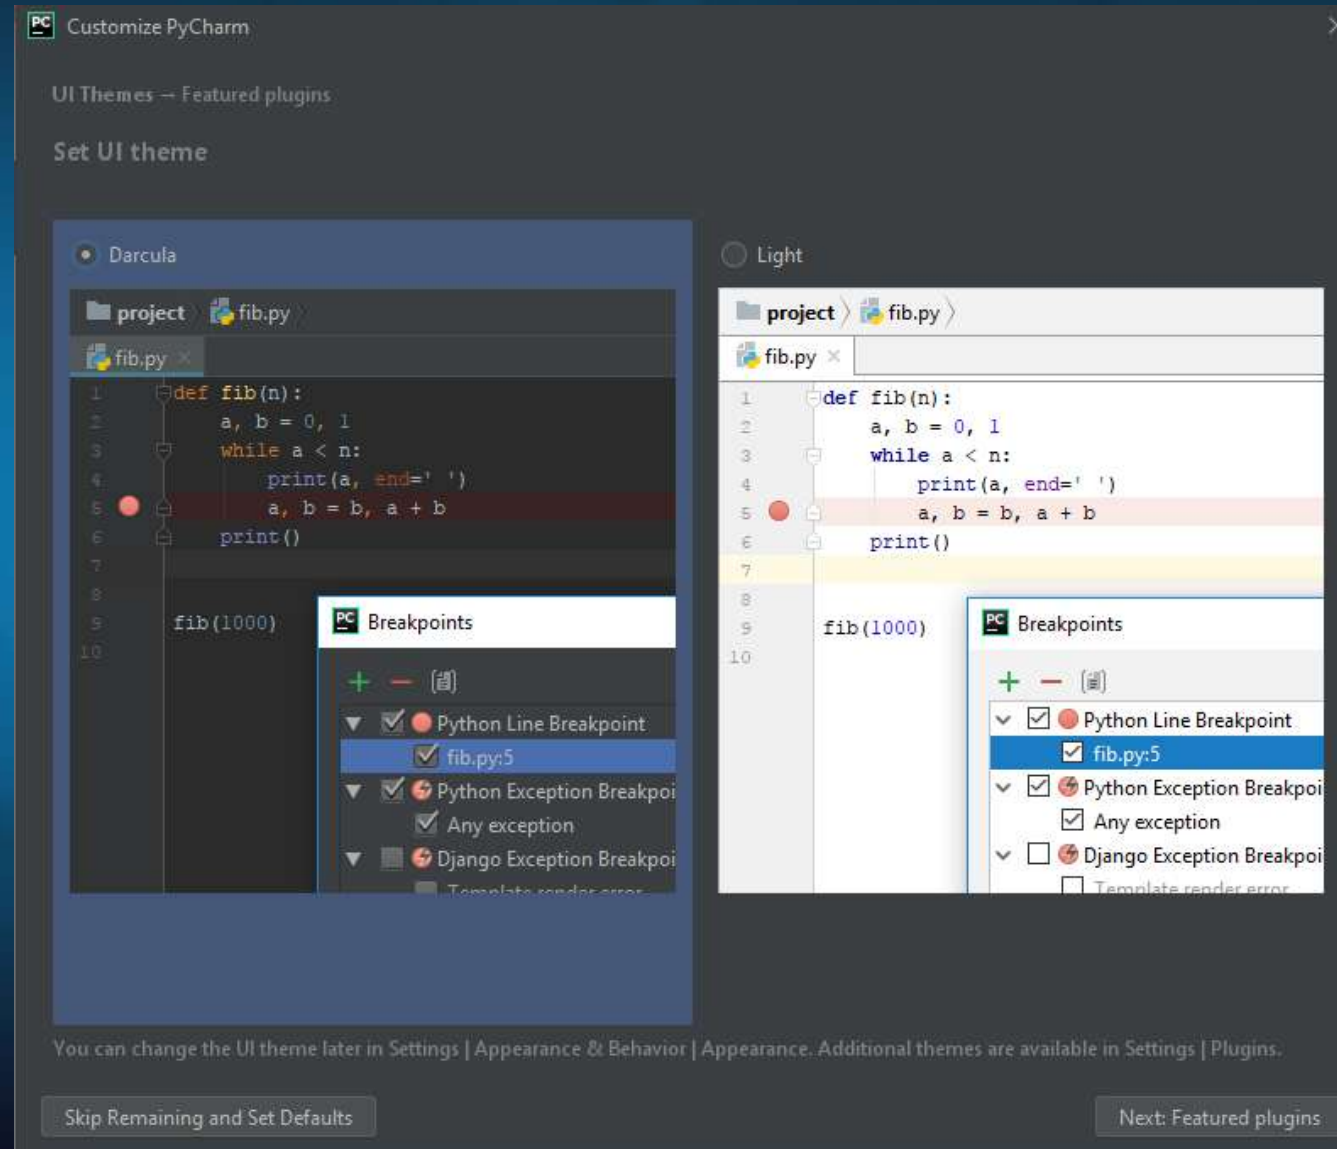 PC Customize PyCharm
UI Themes → Featured plugins
Set UI theme
Darcula
project fib.py
fib.py
1 def fib(n):
2 a, b = 0, 1
3 while a < n:
4 print(a, end=' ')
5 a, b = b, a + b
6 print()
7
8
9 fib(1000)
10
PC Breakpoints
Python Line Breakpoint
fib.py:5
Python Exception Breakpoi
Any exception
Django Exception Breakpoi
Template render error
Light
project fib.py
fib.py
1 def fib(n):
2 a, b = 0, 1
3 while a < n:
4 print(a, end=' ')
5 a, b = b, a + b
6 print()
7
8
9 fib(1000)
10
PC Breakpoints
Python Line Breakpoint
fib.py:5
Python Exception Breakpoi
Any exception
Django Exception Breakpoi
Template render error
You can change the UI theme later in Settings | Appearance & Behavior | Appearance. Additional themes are available in Settings | Plugins.
Skip Remaining and Set Defaults
Next: Featured plugins